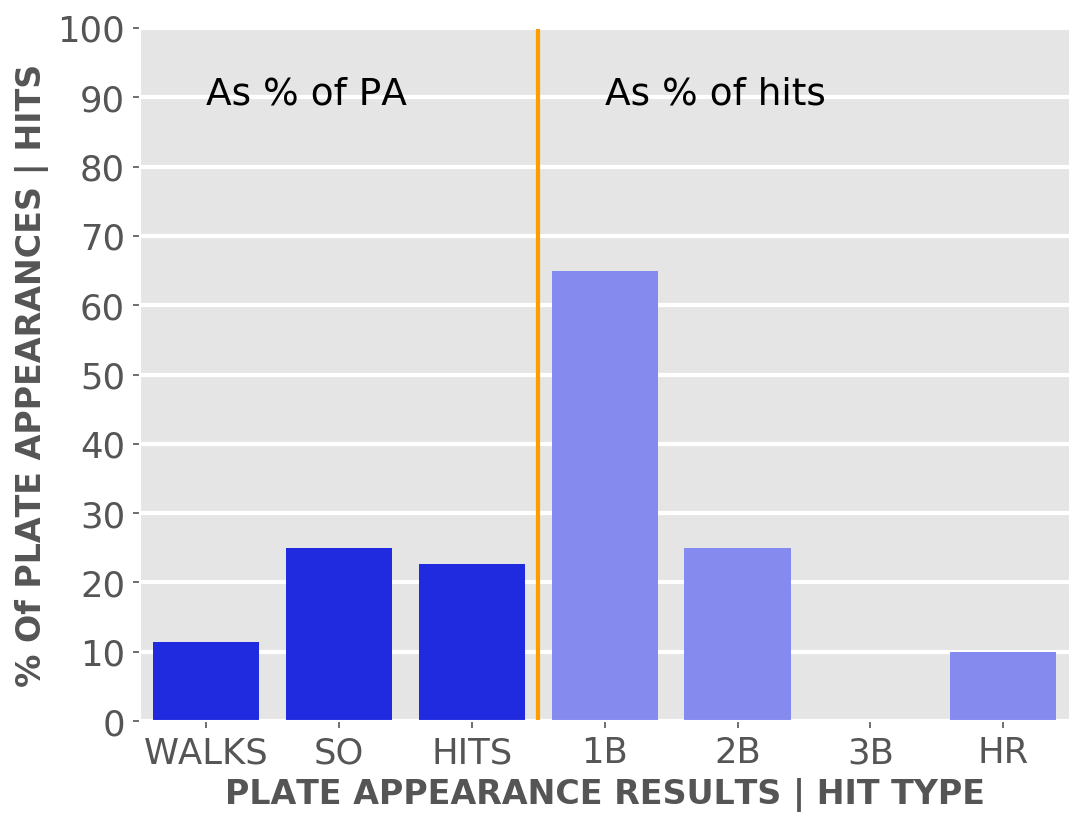 % Of PLATE APPEARANCES | HITS
100
90
80
70
60
50
40
30
20
10
0
As % of PA
As % of hits
WALKS SO HITS 1B 2B 3B HR
PLATE APPEARANCE RESULTS | HIT TYPE